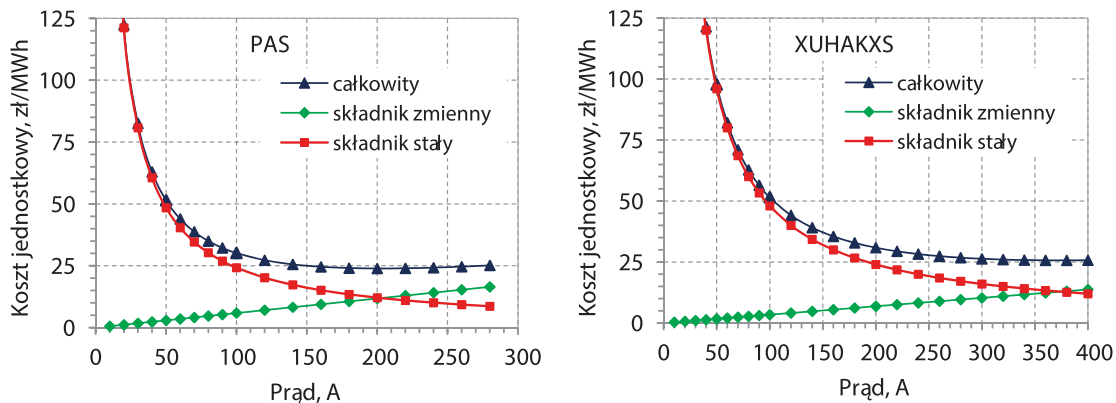 Koszt jednostkowy, zł/MWh
125
100
75
50
25
0
PAS
całkowity
składnik zmienny
składnik stały
0 50 100 150 200 250 300
Prąd, A
Koszt jednostkowy, zł/MWh
125
100
75
50
25
0
XUHAKXS
całkowity
składnik zmienny
składnik stały
0 50 100 150 200 250 300 350 400
Prąd, A